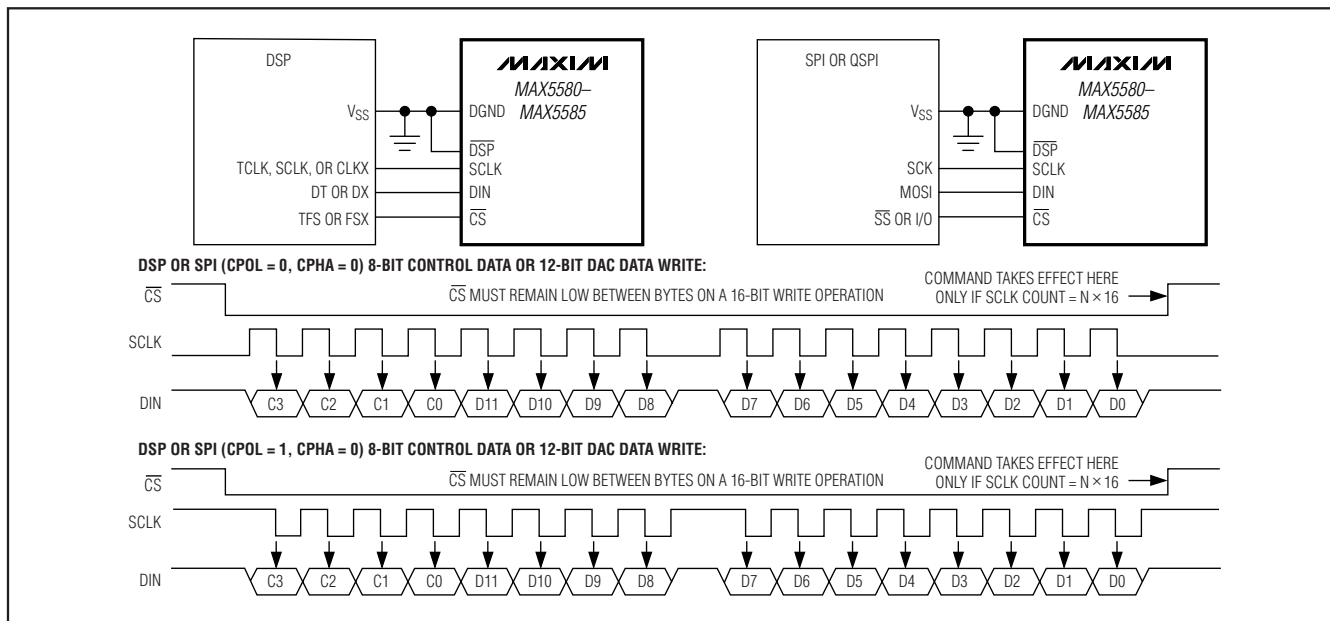 DSP
MAXIM
MAX5580–
MAX5585
VSS
DGND
DSP
TCLK, SCLK, OR CLKX
SCLK
DT OR DX
DIN
TFS OR FSX
CS
SPI OR QSPI
MAXIM
MAX5580–
MAX5585
VSS
DGND
DSP
SCK
SCLK
MOSI
DIN
SS OR I/O
CS
DSP OR SPI (CPOL = 0, CPHA = 0) 8-BIT CONTROL DATA OR 12-BIT DAC DATA WRITE:
CS
CS MUST REMAIN LOW BETWEEN BYTES ON A 16-BIT WRITE OPERATION
COMMAND TAKES EFFECT HERE
ONLY IF SCLK COUNT = N × 16
SCLK
DIN
C3 C2 C1 C0 D11 D10 D9 D8 D7 D6 D5 D4 D3 D2 D1 D0
DSP OR SPI (CPOL = 1, CPHA = 0) 8-BIT CONTROL DATA OR 12-BIT DAC DATA WRITE:
CS
CS MUST REMAIN LOW BETWEEN BYTES ON A 16-BIT WRITE OPERATION
COMMAND TAKES EFFECT HERE
ONLY IF SCLK COUNT = N × 16
SCLK
DIN
C3 C2 C1 C0 D11 D10 D9 D8 D7 D6 D5 D4 D3 D2 D1 D0